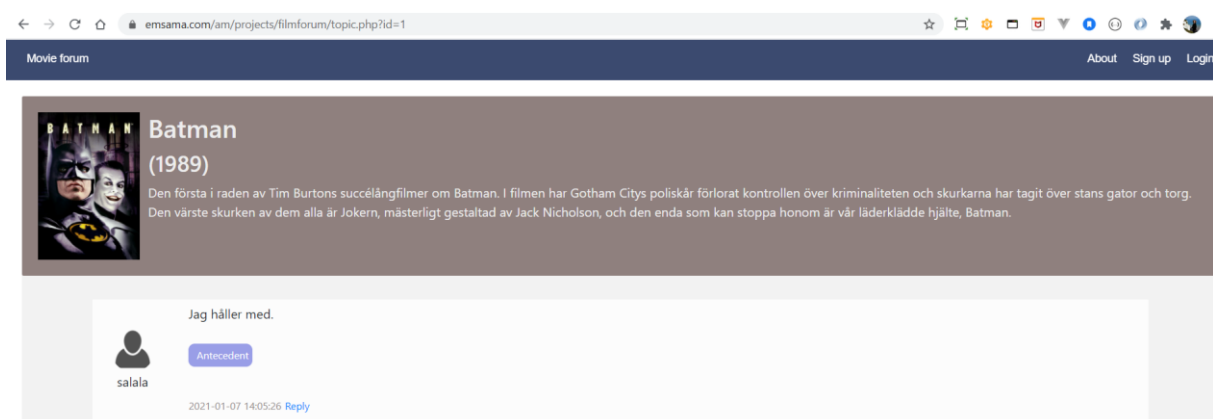 emsama.com/am/projects/filmforum/topic.php?id=1
Movie forum
About Sign up Login
BATMAN
Batman
(1989)
Den första i raden av Tim Burtons succélångfilmer om Batman. I filmen har Gotham Citys poliskår förlorat kontrollen över kriminaliteten och skurkarna har tagit över stans gator och torg.
Den värste skurken av dem alla är Jokern, mästerligt gestaltad av Jack Nicholson, och den enda som kan stoppa honom är vår läderklädde hjälte, Batman.
Jag håller med.
Antecedent
salala
2021-01-07 14:05:26 Reply